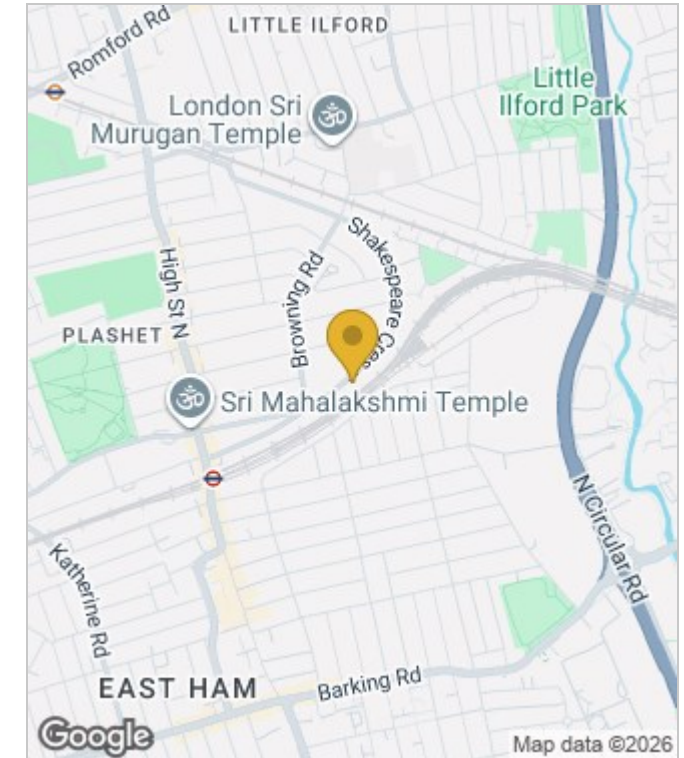 Romford Rd
LITTLE ILFORD
London Sri
Murugan Temple
Little
Ilford Park
High St N
Browning Rd
Shakespeare Cres
PLASHET
Sri Mahalakshmi Temple
N Circular Rd
Katherine Rd
EAST HAM
Barking Rd
Google
Map data ©2026